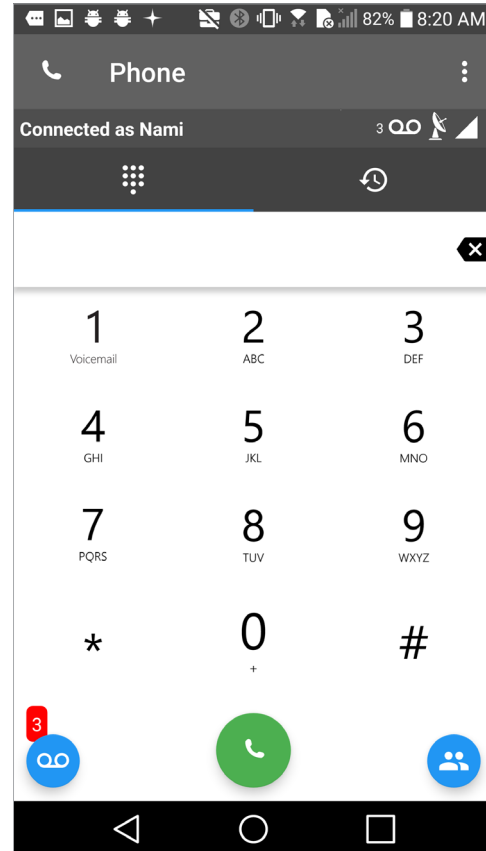 82% 8:20 AM
Phone
Connected as Nami 3
1 2 3
Voicemail ABC DEF
4 5 6
GHI JKL MNO
7 8 9
PQRS TUV WXYZ
* 0 #
+
3